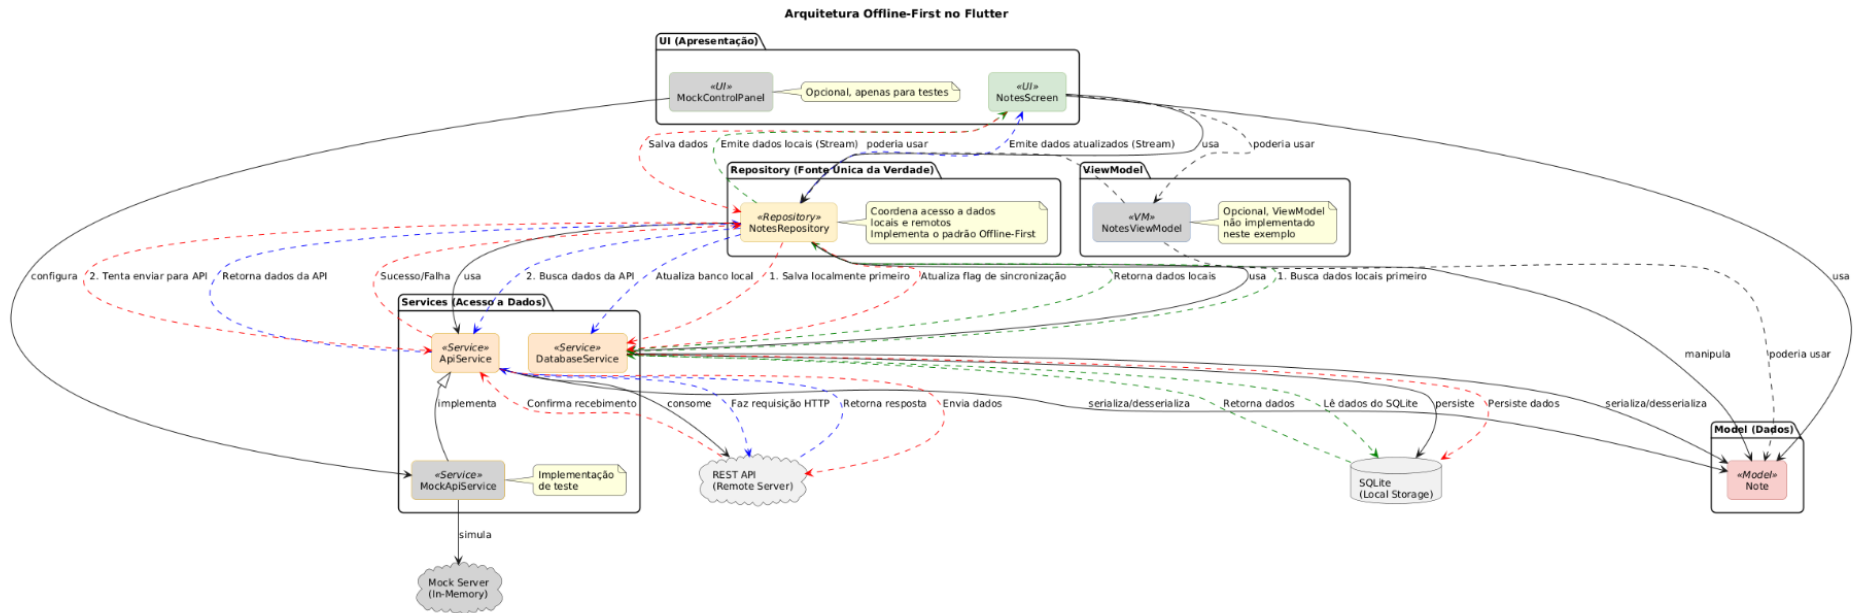 Arquitetura Offline-First no Flutter
UI (Apresentação)
«UI»
MockControlPanel
Opcional, apenas para testes
«UI»
NotesScreen
Salva dados
Emite dados locais (Stream)
poderia usar
Emite dados atualizados (Stream)
usa
poderia usar
Repository (Fonte Única da Verdade)
«Repository»
NotesRepository
Coordena acesso a dados
locais e remotos
Implementa o padrão Offline-First
ViewModel
«VM»
NotesViewModel
Opcional, ViewModel
não implementado
neste exemplo
configura
2. Tenta enviar para API
Retorna dados da API
Sucesso/Falha
usa
2. Busca dados da API
Atualiza banco local
1. Salva localmente primeiro
Atualiza flag de sincronização
Retorna dados locais
usa
1. Busca dados locais primeiro
usa
Services (Acesso a Dados)
«Service»
ApiService
«Service»
DatabaseService
manipula
poderia usar
implementa
Confirma recebimento
consome
Faz requisição HTTP
Retorna resposta
Envia dados
serializa/desserializa
Retorna dados
Lê dados do SQLite
persiste
Persiste dados
serializa/desserializa
Model (Dados)
«Model»
Note
«Service»
MockApiService
Implementação
de teste
REST API
(Remote Server)
SQLite
(Local Storage)
simula
Mock Server
(In-Memory)